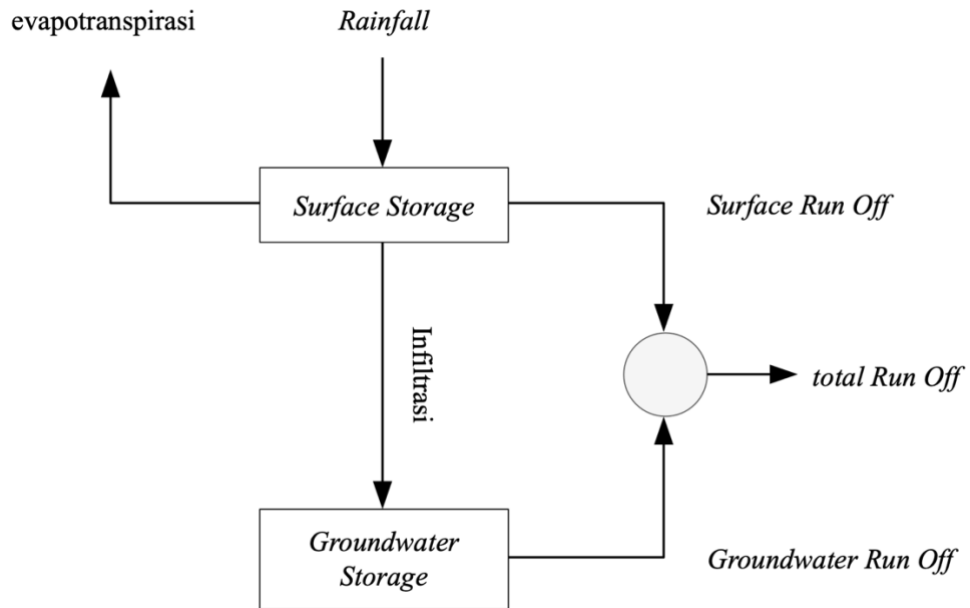 evapotranspirasi
Rainfall
Surface Storage
Surface Run Off
Infiltrasi
total Run Off
Groundwater
Storage
Groundwater Run Off